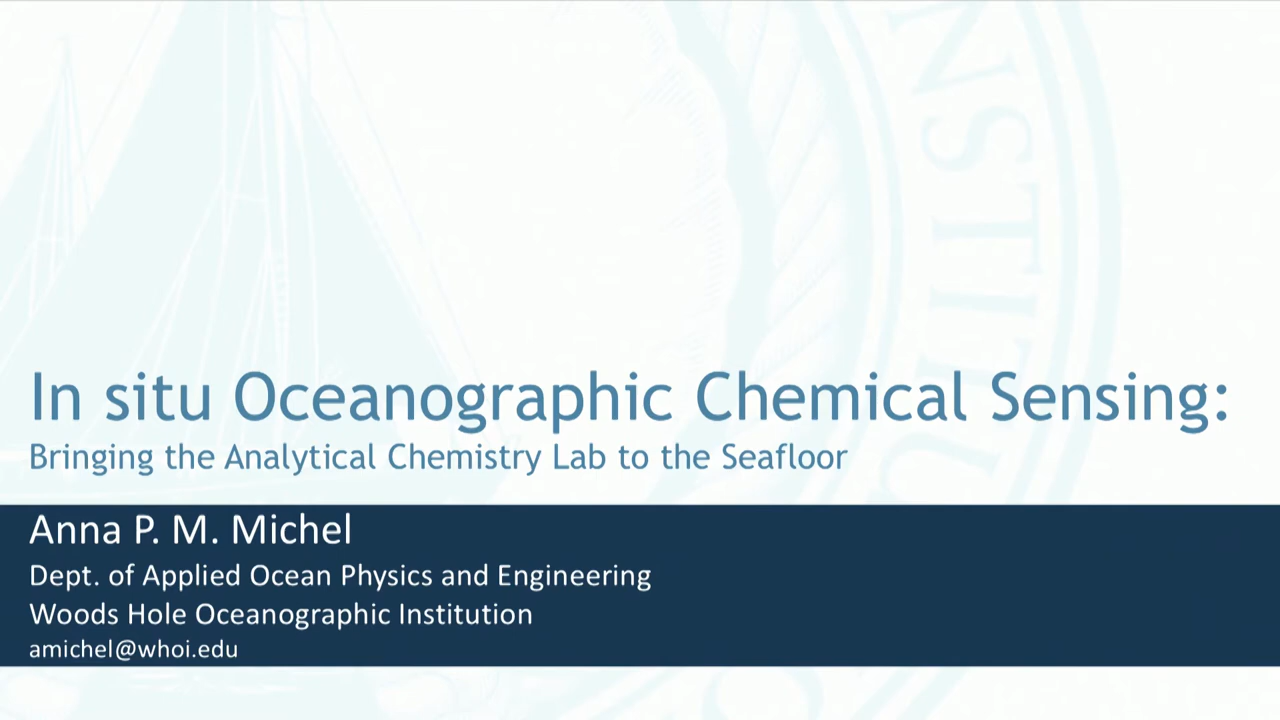 In situ Oceanographic Chemical Sensing:
Bringing the Analytical Chemistry Lab to the Seafloor
Anna P. M. Michel
Dept. of Applied Ocean Physics and Engineering
Woods Hole Oceanographic Institution
amichel@whoi.edu
NSTITU